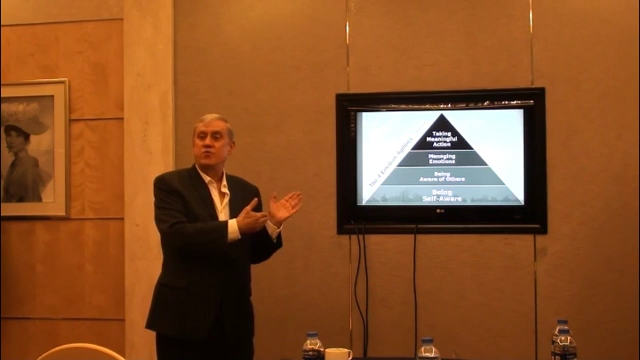 Taking
Meaningful
Action
Managing
Emotions
Being
Aware of Others
Being
Self-Aware
LG